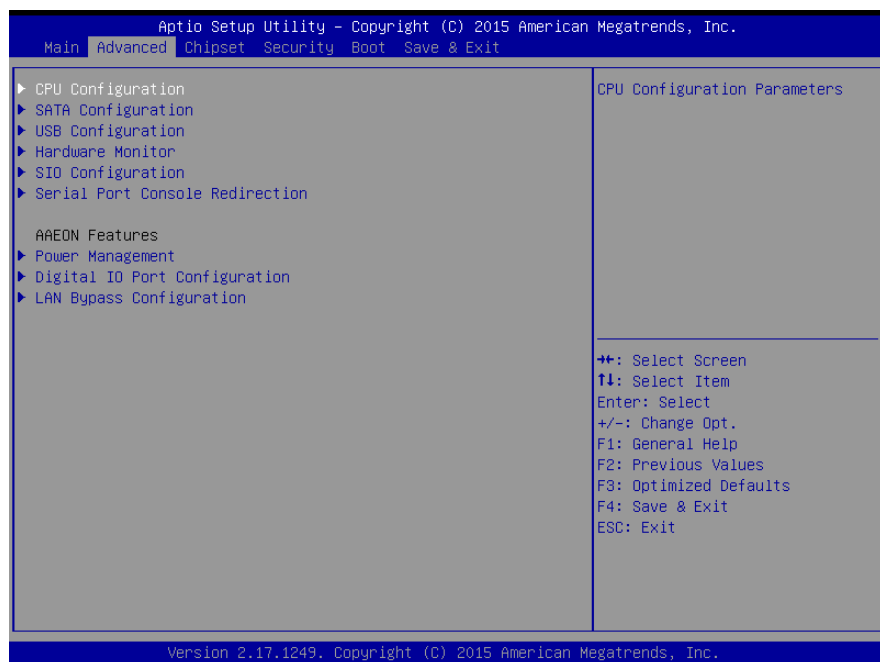 Aptio Setup Utility – Copyright (C) 2015 American Megatrends, Inc.
Main Advanced Chipset Security Boot Save & Exit
▶ CPU Configuration
▶ SATA Configuration
▶ USB Configuration
▶ Hardware Monitor
▶ SIO Configuration
▶ Serial Port Console Redirection
AAEON Features
▶ Power Management
▶ Digital IO Port Configuration
▶ LAN Bypass Configuration
CPU Configuration Parameters
→←: Select Screen
↑↓: Select Item
Enter: Select
+/-: Change Opt.
F1: General Help
F2: Previous Values
F3: Optimized Defaults
F4: Save & Exit
ESC: Exit
Version 2.17.1249. Copyright (C) 2015 American Megatrends, Inc.